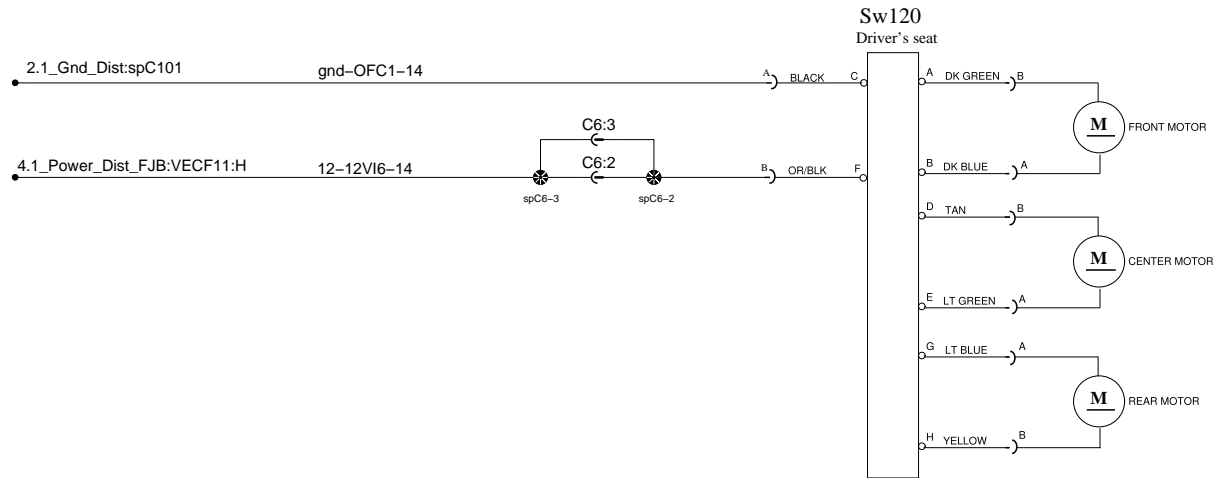 Sw120
Driver's seat
2.1_Gnd_Dist:spC101
gnd–OFC1–14
A
BLACK
C
A
DK GREEN
B
M
FRONT MOTOR
C6:3
4.1_Power_Dist_FJB:VECF11:H
12–12VI6–14
C6:2
spC6–3
spC6–2
B
OR/BLK
F
B
DK BLUE
A
D
TAN
B
M
CENTER MOTOR
E
LT GREEN
A
G
LT BLUE
A
M
REAR MOTOR
H
YELLOW
B